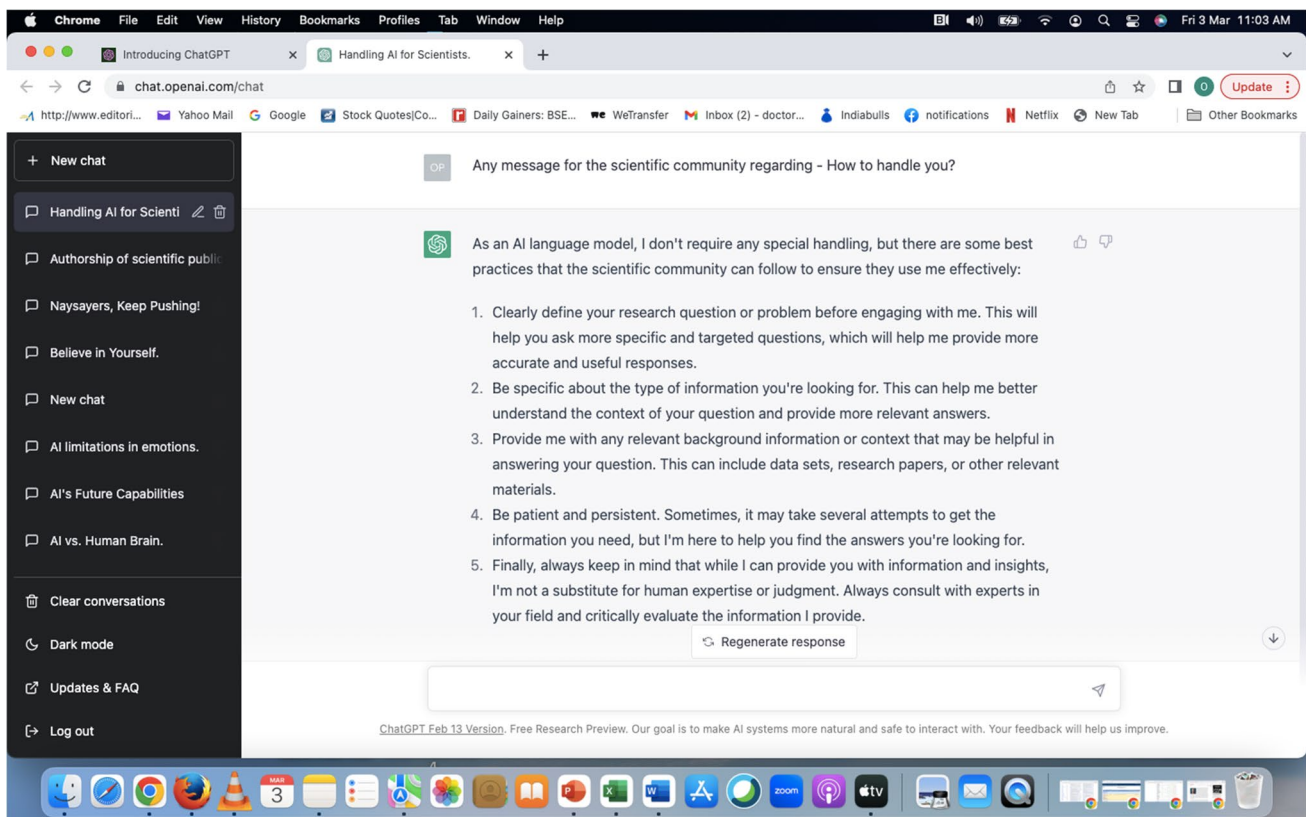 Chrome File Edit View History Bookmarks Profiles Tab Window Help Fri 3 Mar 11:03 AM
Introducing ChatGPT
Handling AI for Scientists.
chat.openai.com/chat
O
Update
http://www.editori... Yahoo Mail Google Stock Quotes|Co... Daily Gainers: BSE... WeTransfer Inbox (2) - doctor... Indiabulls notifications Netflix New Tab Other Bookmarks
+ New chat
Handling AI for Scienti
Authorship of scientific public
Naysayers, Keep Pushing!
Believe in Yourself.
New chat
AI limitations in emotions.
AI's Future Capabilities
AI vs. Human Brain.
Clear conversations
Dark mode
Updates & FAQ
Log out
OP
Any message for the scientific community regarding - How to handle you?
As an AI language model, I don't require any special handling, but there are some best
practices that the scientific community can follow to ensure they use me effectively:
1. Clearly define your research question or problem before engaging with me. This will
help you ask more specific and targeted questions, which will help me provide more
accurate and useful responses.
2. Be specific about the type of information you're looking for. This can help me better
understand the context of your question and provide more relevant answers.
3. Provide me with any relevant background information or context that may be helpful in
answering your question. This can include data sets, research papers, or other relevant
materials.
4. Be patient and persistent. Sometimes, it may take several attempts to get the
information you need, but I'm here to help you find the answers you're looking for.
5. Finally, always keep in mind that while I can provide you with information and insights,
I'm not a substitute for human expertise or judgment. Always consult with experts in
your field and critically evaluate the information I provide.
Regenerate response
ChatGPT Feb 13 Version. Free Research Preview. Our goal is to make AI systems more natural and safe to interact with. Your feedback will help us improve.
MAR
3
P
X
W
zoom
tv